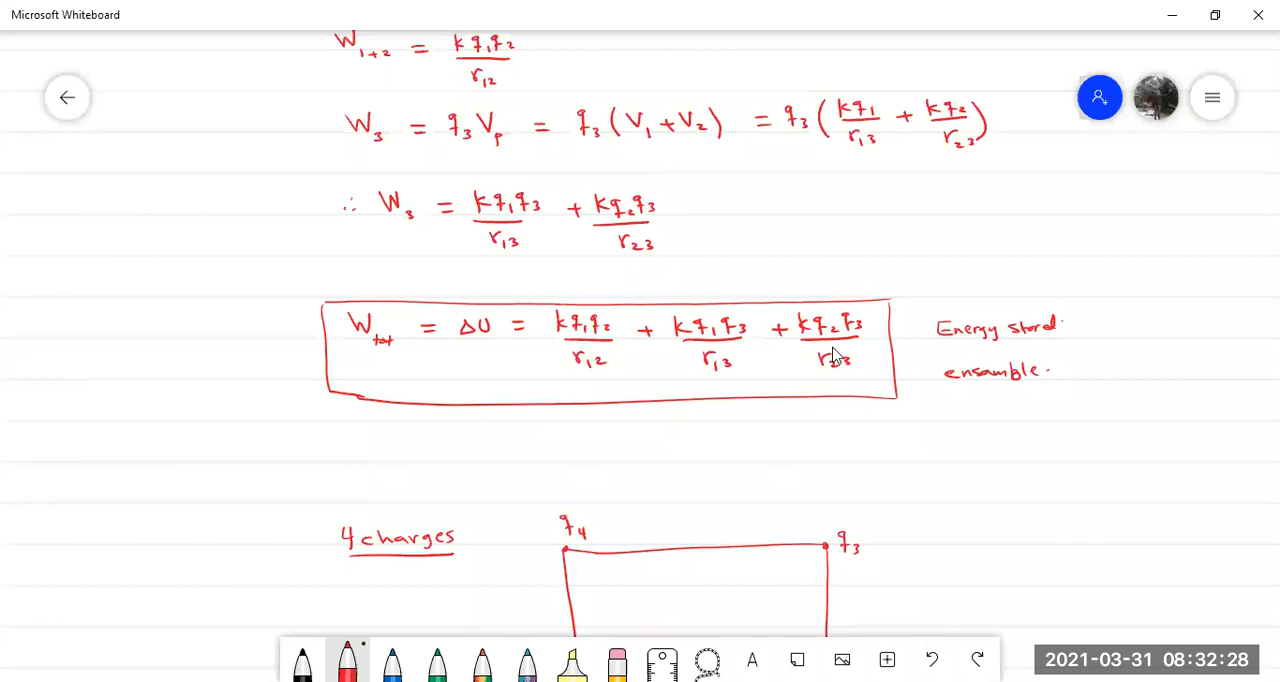 Microsoft Whiteboard
W₁₊₂ = kq₁q₂/r₁₂
W₃ = q₃Vₚ = q₃(V₁+V₂) = q₃(kq₁/r₁₃ + kq₂/r₂₃)
∴ W₃ = kq₁q₃/r₁₃ + kq₂q₃/r₂₃
W_tot = ΔU = kq₁q₂/r₁₂ + kq₁q₃/r₁₃ + kq₂q₃/r₂₃
Energy stored
ensamble.
4 charges
q₄
q₃
A
2021-03-31 08:32:28